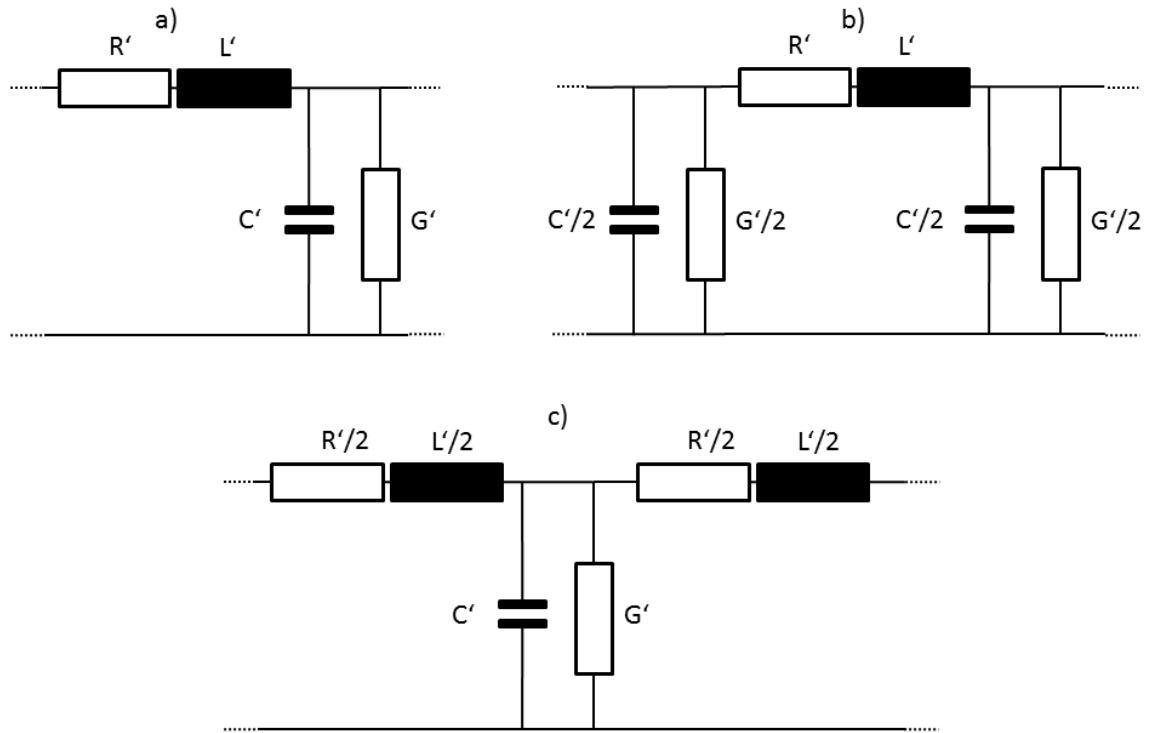 a)
R‘ L‘
C‘ G‘
b)
R‘ L‘
C‘/2 G‘/2 C‘/2 G‘/2
c)
R‘/2 L‘/2 R‘/2 L‘/2
C‘ G‘